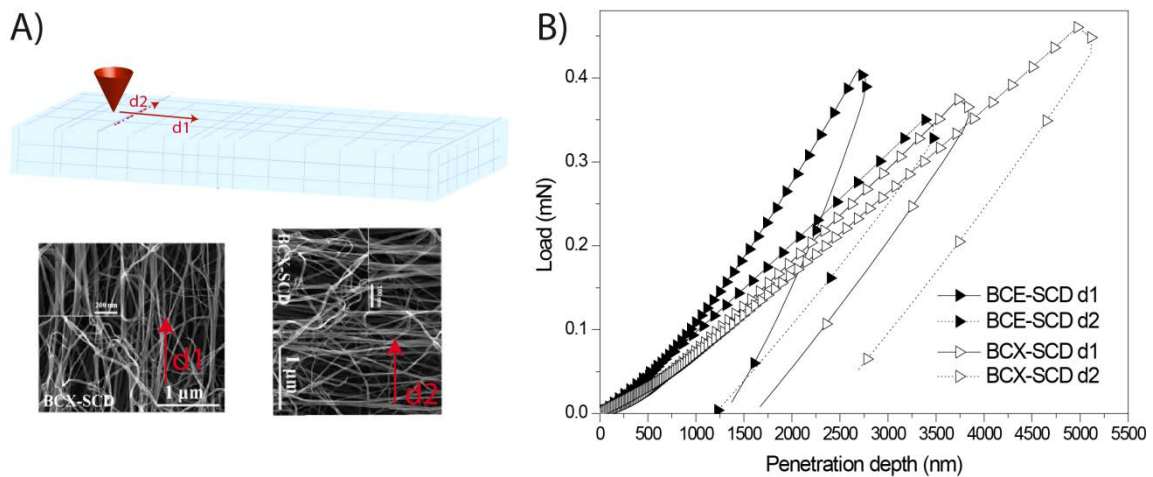 A)
d2
d1
200 nm
d1
BCX-SCD
1 µm
BCX-SCD
1 µm
d2
B)
Load (mN)
0.4
0.3
0.2
0.1
0.0
BCE-SCD d1
BCE-SCD d2
BCX-SCD d1
BCX-SCD d2
0 500 1000 1500 2000 2500 3000 3500 4000 4500 5000 5500
Penetration depth (nm)